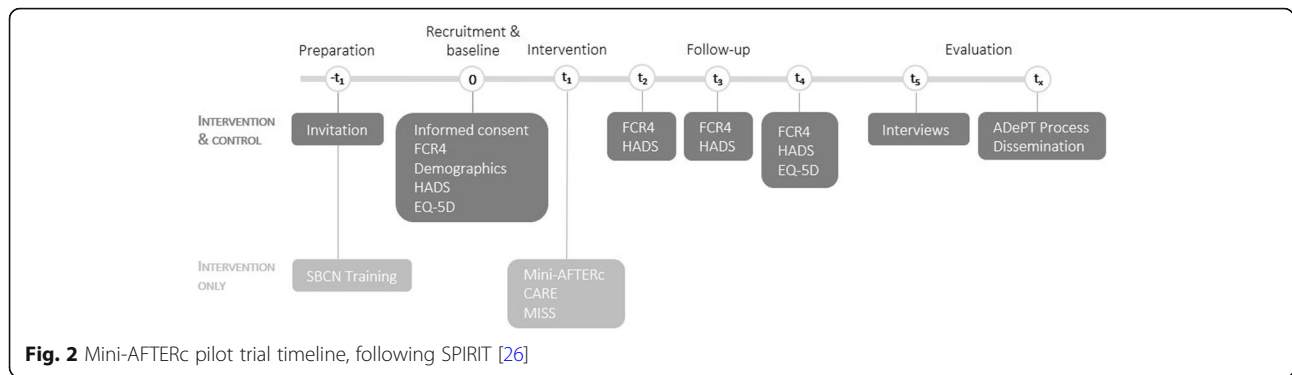 Preparation
Recruitment &
baseline
Intervention
Follow-up
Evaluation
-t₁
0
t₁
t₂
t₃
t₄
t₅
tₓ
INTERVENTION
& CONTROL
Invitation
Informed consent
FCR4
Demographics
HADS
EQ-5D
FCR4
HADS
FCR4
HADS
FCR4
HADS
EQ-5D
Interviews
ADePT Process
Dissemination
INTERVENTION
ONLY
SBCN Training
Mini-AFTERc
CARE
MISS
Fig. 2 Mini-AFTERc pilot trial timeline, following SPIRIT [26]